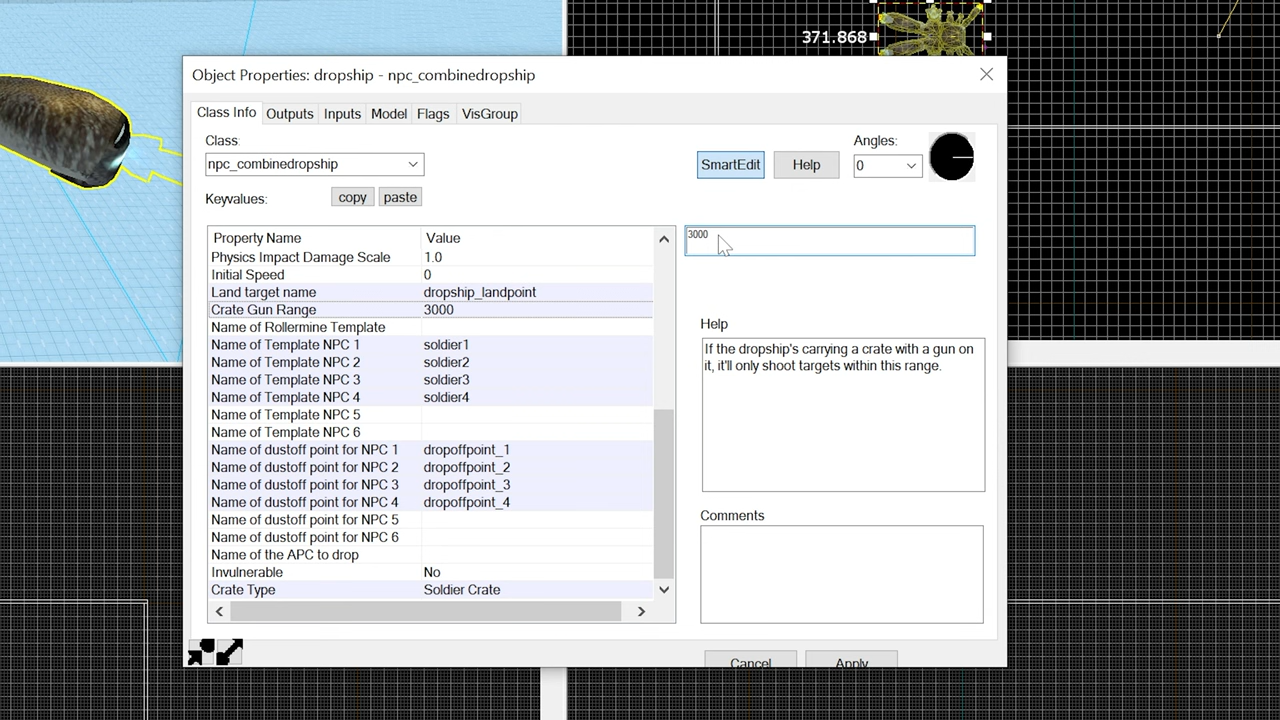 371.868
Object Properties: dropship - npc_combinedropship
Class Info Outputs Inputs Model Flags VisGroup
Class:
npc_combinedropship
SmartEdit Help
Angles:
0
Keyvalues: copy paste
Property Name Value
Physics Impact Damage Scale 1.0
Initial Speed 0
Land target name dropship_landpoint
Crate Gun Range 3000
Name of Rollermine Template
Name of Template NPC 1 soldier1
Name of Template NPC 2 soldier2
Name of Template NPC 3 soldier3
Name of Template NPC 4 soldier4
Name of Template NPC 5
Name of Template NPC 6
Name of dustoff point for NPC 1 dropoffpoint_1
Name of dustoff point for NPC 2 dropoffpoint_2
Name of dustoff point for NPC 3 dropoffpoint_3
Name of dustoff point for NPC 4 dropoffpoint_4
Name of dustoff point for NPC 5
Name of dustoff point for NPC 6
Name of the APC to drop
Invulnerable No
Crate Type Soldier Crate
3000
Help
If the dropship's carrying a crate with a gun on
it, it'll only shoot targets within this range.
Comments
Cancel Apply